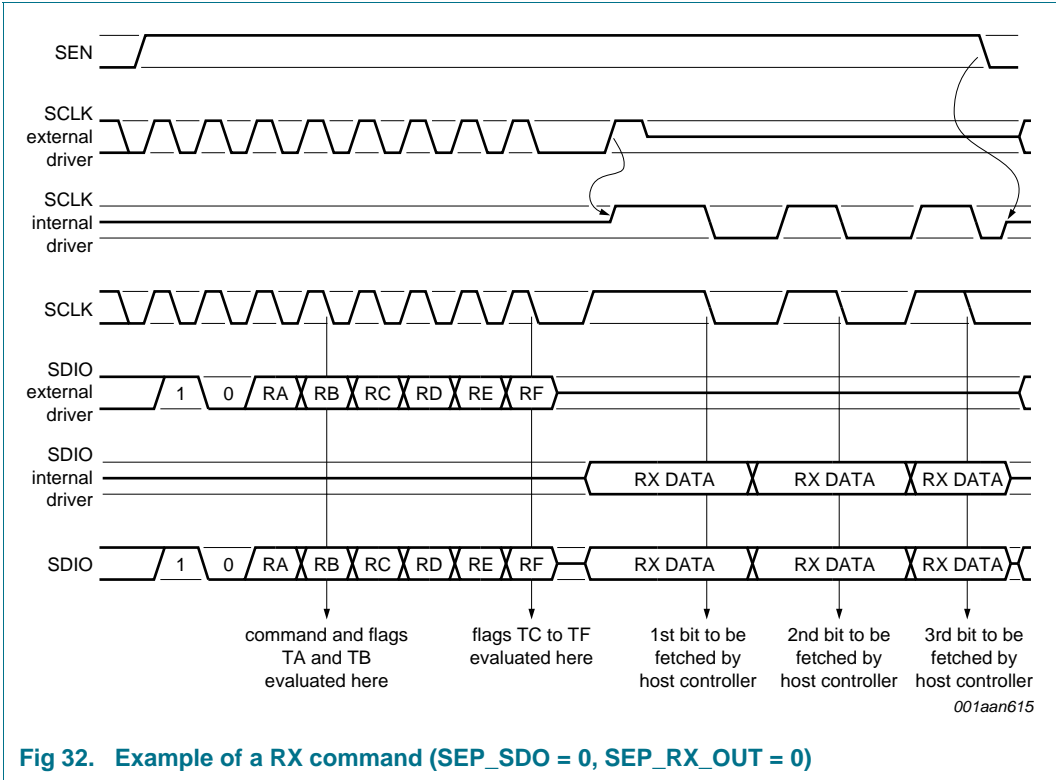 SEN
SCLK
external
driver
SCLK
internal
driver
SCLK
SDIO
external
driver
1 0 RA RB RC RD RE RF
SDIO
internal
driver
RX DATA RX DATA RX DATA
SDIO
1 0 RA RB RC RD RE RF RX DATA RX DATA RX DATA
command and flags
TA and TB
evaluated here
flags TC to TF
evaluated here
1st bit to be
fetched by
host controller
2nd bit to be
fetched by
host controller
3rd bit to be
fetched by
host controller
001aan615
Fig 32. Example of a RX command (SEP_SDO = 0, SEP_RX_OUT = 0)